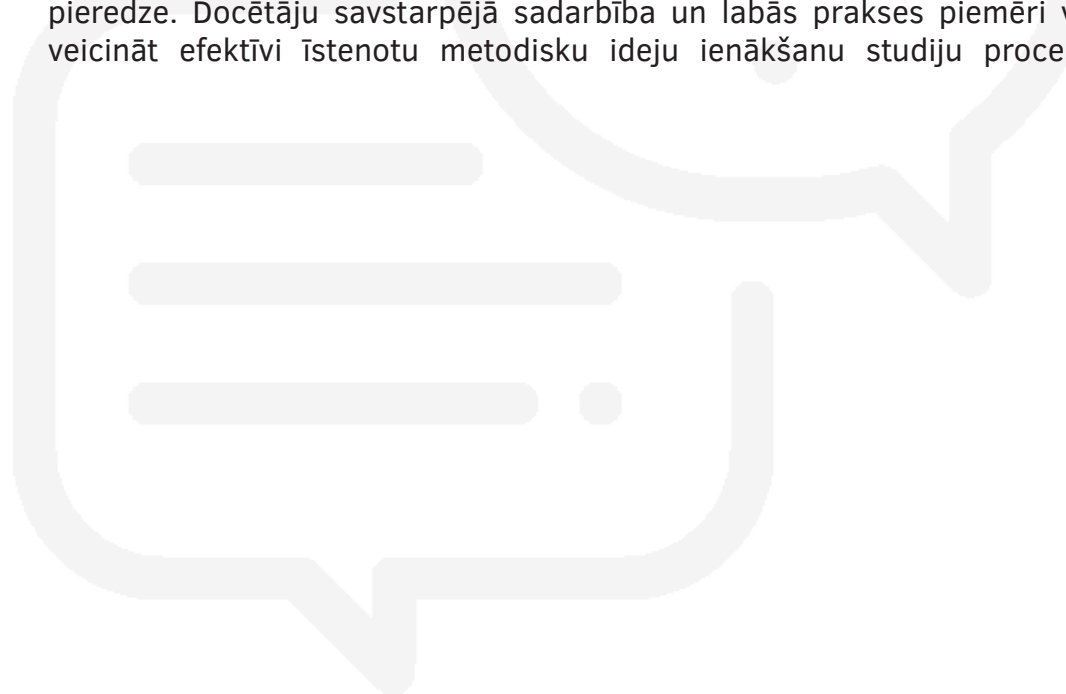 pieredze. Docētāju savstarpējā sadarbība un labās prakses piemēri
veicināt efektīvi īstenotu metodisku ideju ienākšanu studiju